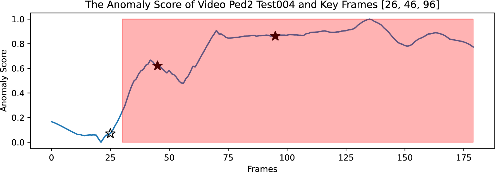 The Anomaly Score of Video Ped2 Test004 and Key Frames [26, 46, 96]
1.0
0.8
0.6
0.4
0.2
0.0
Anomaly Score
0 25 50 75 100 125 150 175
Frames